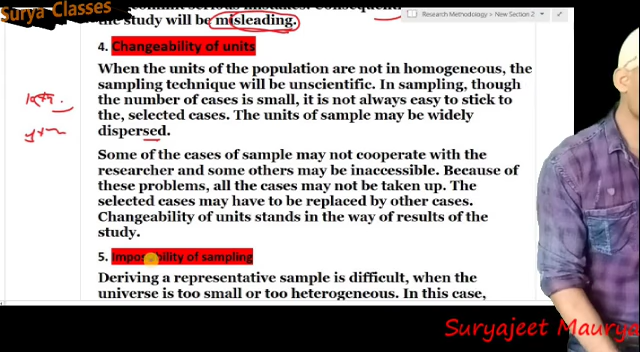 Surya Classes
Research Methodology » New Section 2
the study will be misleading.
4. Changeability of units
When the units of the population are not in homogeneous, the
sampling technique will be unscientific. In sampling, though
the number of cases is small, it is not always easy to stick to
the, selected cases. The units of sample may be widely
dispersed.
Some of the cases of sample may not cooperate with the
researcher and some others may be inaccessible. Because of
these problems, all the cases may not be taken up. The
selected cases may have to be replaced by other cases.
Changeability of units stands in the way of results of the
study.
5. Impossibility of sampling
Deriving a representative sample is difficult, when the
universe is too small or too heterogeneous. In this case,
Suryajeet Maurya